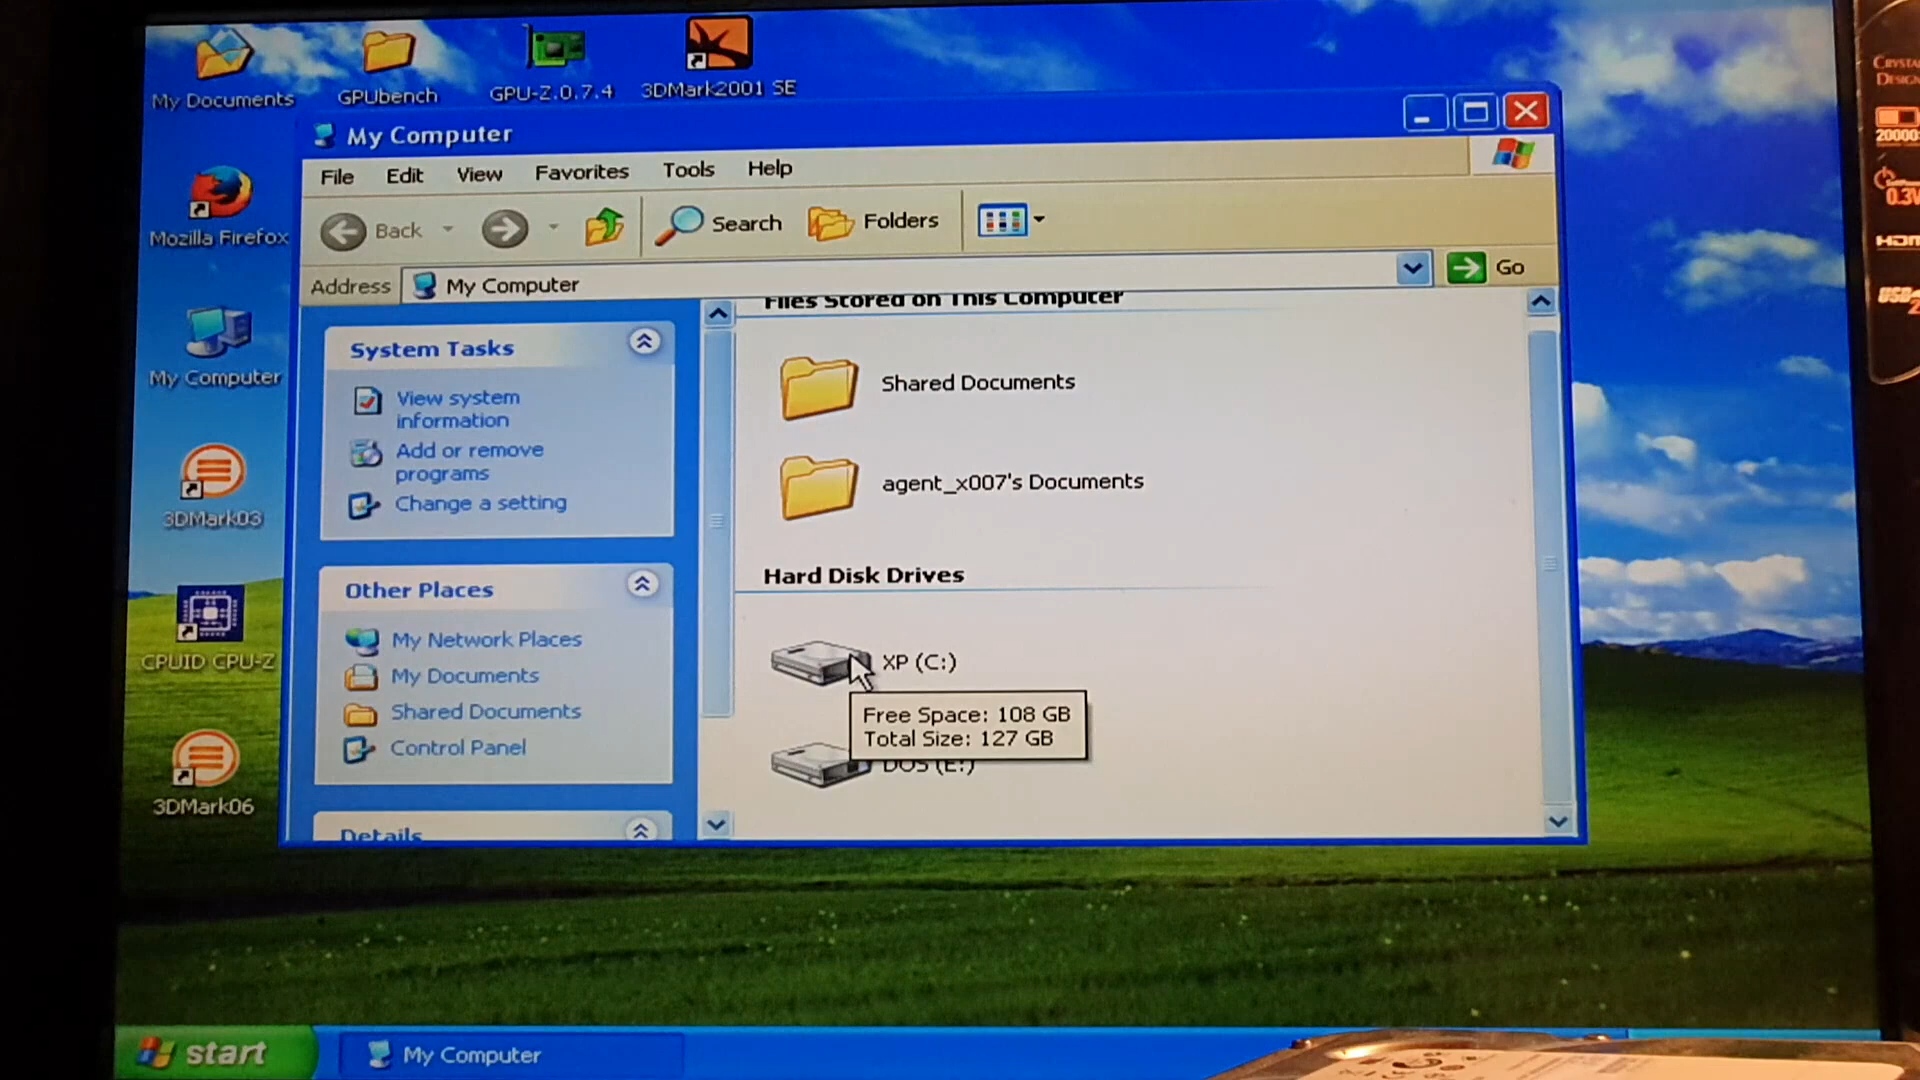 My Documents
GPUbench
GPU-Z.0.7.4
3DMark2001 SE
Mozilla Firefox
My Computer
3DMark03
CPUID CPU-Z
3DMark06
My Computer
File Edit View Favorites Tools Help
Back Search Folders
Address My Computer Go
System Tasks
View system
information
Add or remove
programs
Change a setting
Other Places
My Network Places
My Documents
Shared Documents
Control Panel
Details
Files Stored on This Computer
Shared Documents
agent_x007's Documents
Hard Disk Drives
XP (C:)
Free Space: 108 GB
Total Size: 127 GB
DOS (E:)
start
My Computer
20000
0.3